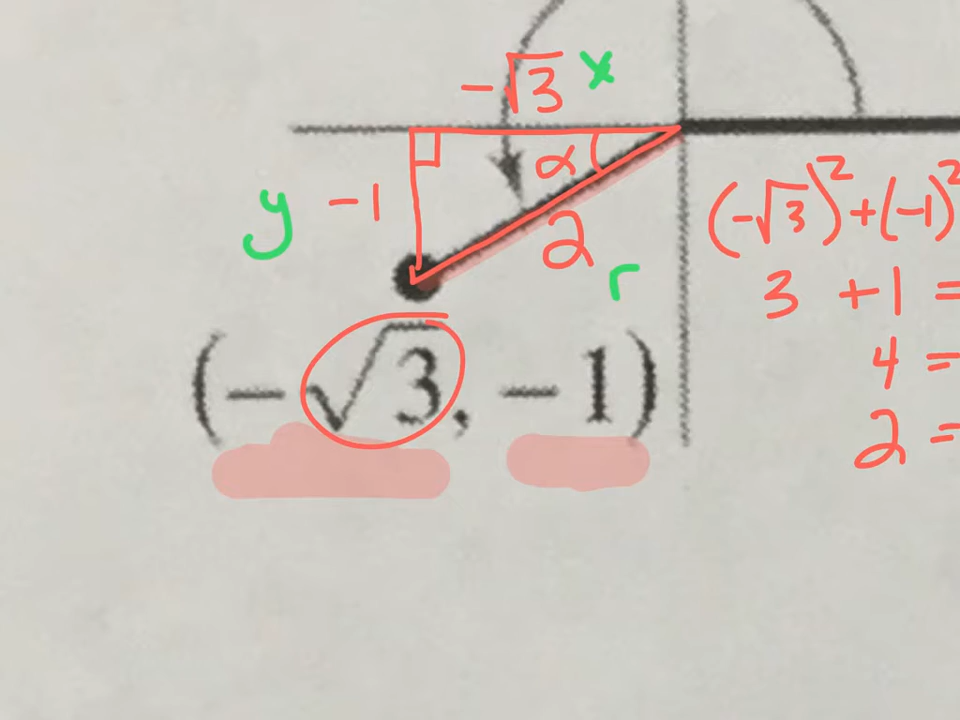 -√3 x
α
y -1
2
r
(-√3)²+(-1)²
3 +1 =
4 =
2 =
(-√3, -1)